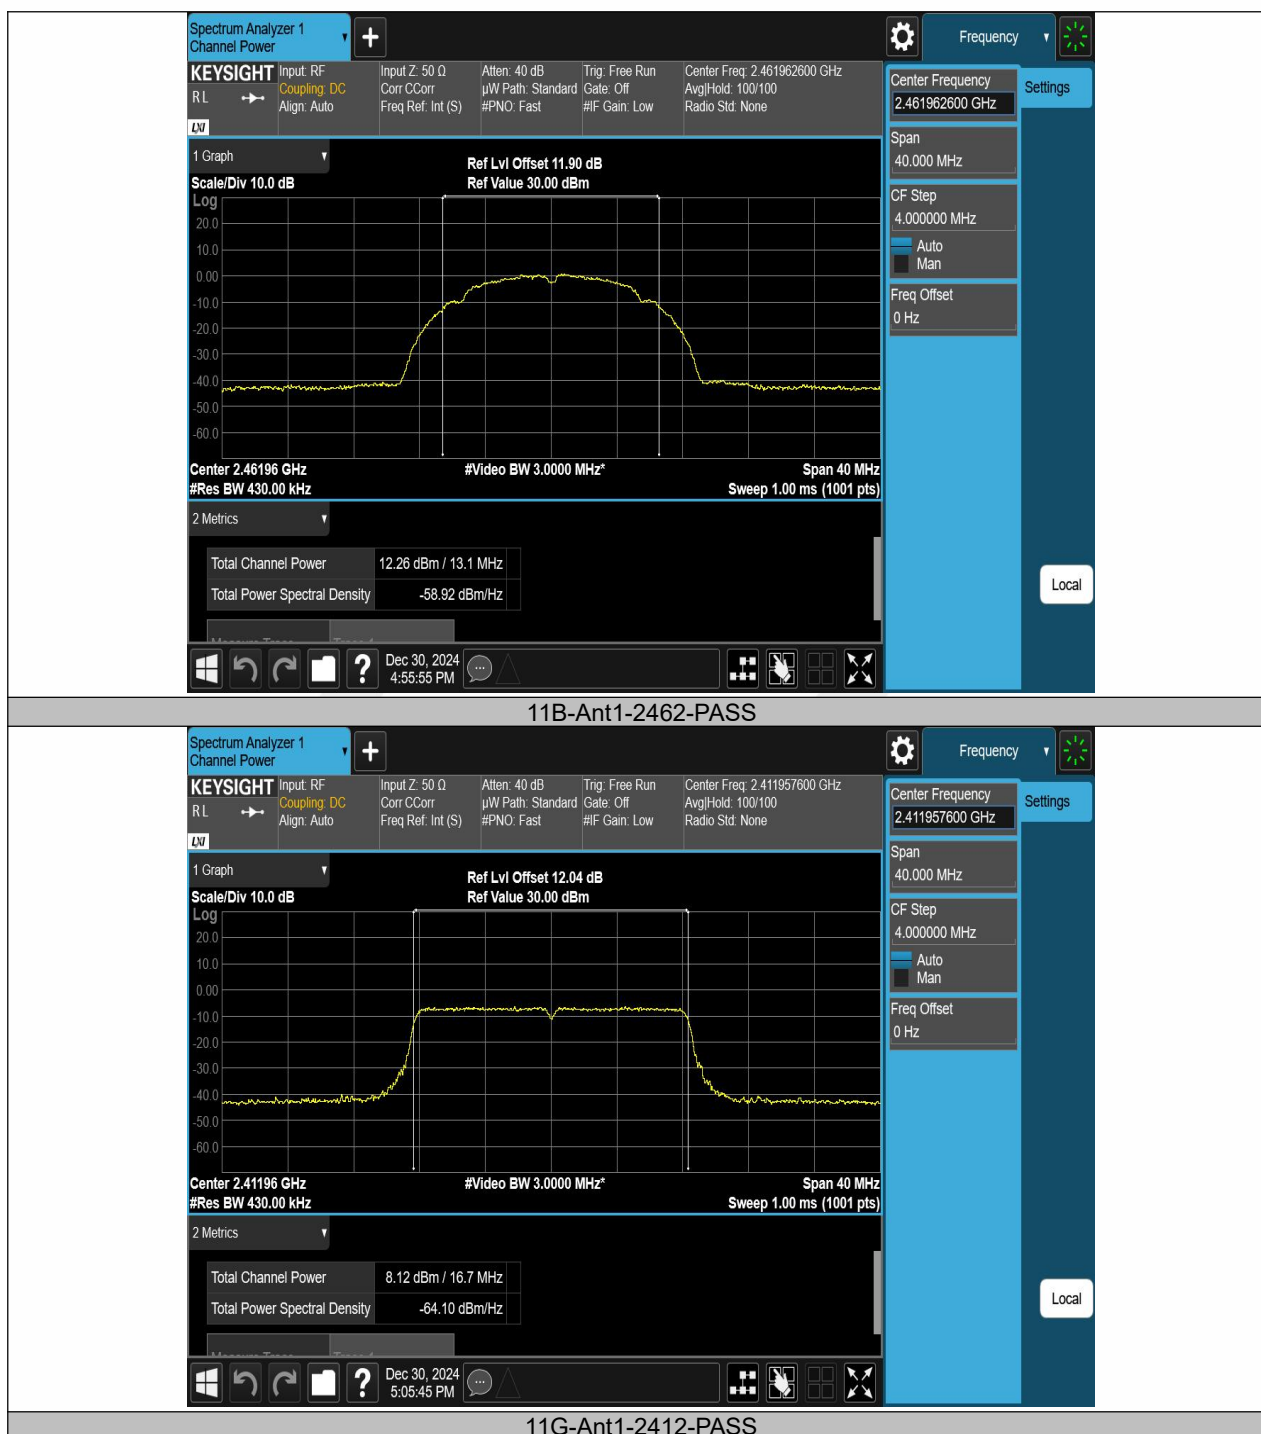 Spectrum Analyzer 1
Channel Power
Frequency
KEYSIGHT
R L
LXI
Input: RF
Coupling: DC
Align: Auto
Input Z: 50 Ω
Corr CCorr
Freq Ref: Int (S)
Atten: 40 dB
µW Path: Standard
#PNO: Fast
Trig: Free Run
Gate: Off
#IF Gain: Low
Center Freq: 2.461962600 GHz
Avg|Hold: 100/100
Radio Std: None
Center Frequency
2.461962600 GHz
Settings
Span
40.000 MHz
CF Step
4.000000 MHz
Auto
Man
Freq Offset
0 Hz
Local
1 Graph
Scale/Div 10.0 dB
Ref Lvl Offset 11.90 dB
Ref Value 30.00 dBm
Log
20.0
10.0
0.00
-10.0
-20.0
-30.0
-40.0
-50.0
-60.0
Center 2.46196 GHz
#Video BW 3.0000 MHz*
Span 40 MHz
#Res BW 430.00 kHz
Sweep 1.00 ms (1001 pts)
2 Metrics
Total Channel Power 12.26 dBm / 13.1 MHz
Total Power Spectral Density -58.92 dBm/Hz
?
Dec 30, 2024
4:55:55 PM
11B-Ant1-2462-PASS
Spectrum Analyzer 1
Channel Power
Frequency
KEYSIGHT
R L
LXI
Input: RF
Coupling: DC
Align: Auto
Input Z: 50 Ω
Corr CCorr
Freq Ref: Int (S)
Atten: 40 dB
µW Path: Standard
#PNO: Fast
Trig: Free Run
Gate: Off
#IF Gain: Low
Center Freq: 2.411957600 GHz
Avg|Hold: 100/100
Radio Std: None
Center Frequency
2.411957600 GHz
Settings
Span
40.000 MHz
CF Step
4.000000 MHz
Auto
Man
Freq Offset
0 Hz
Local
1 Graph
Scale/Div 10.0 dB
Ref Lvl Offset 12.04 dB
Ref Value 30.00 dBm
Log
20.0
10.0
0.00
-10.0
-20.0
-30.0
-40.0
-50.0
-60.0
Center 2.41196 GHz
#Video BW 3.0000 MHz*
Span 40 MHz
#Res BW 430.00 kHz
Sweep 1.00 ms (1001 pts)
2 Metrics
Total Channel Power 8.12 dBm / 16.7 MHz
Total Power Spectral Density -64.10 dBm/Hz
?
Dec 30, 2024
5:05:45 PM
11G-Ant1-2412-PASS